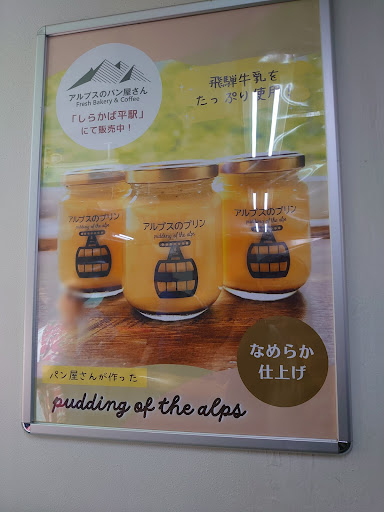 アルプスのパン屋さん
Fresh Bakery & Coffee
「しらかば平駅」
にて販売中！
飛騨牛乳を
たっぷり使用
アルプスのプリン
pudding of the alps
アルプスのプリン
pudding of the alps
アルプスのプリン
pudding of the alps
なめらか
仕上げ
パン屋さんが作った
pudding of the alps